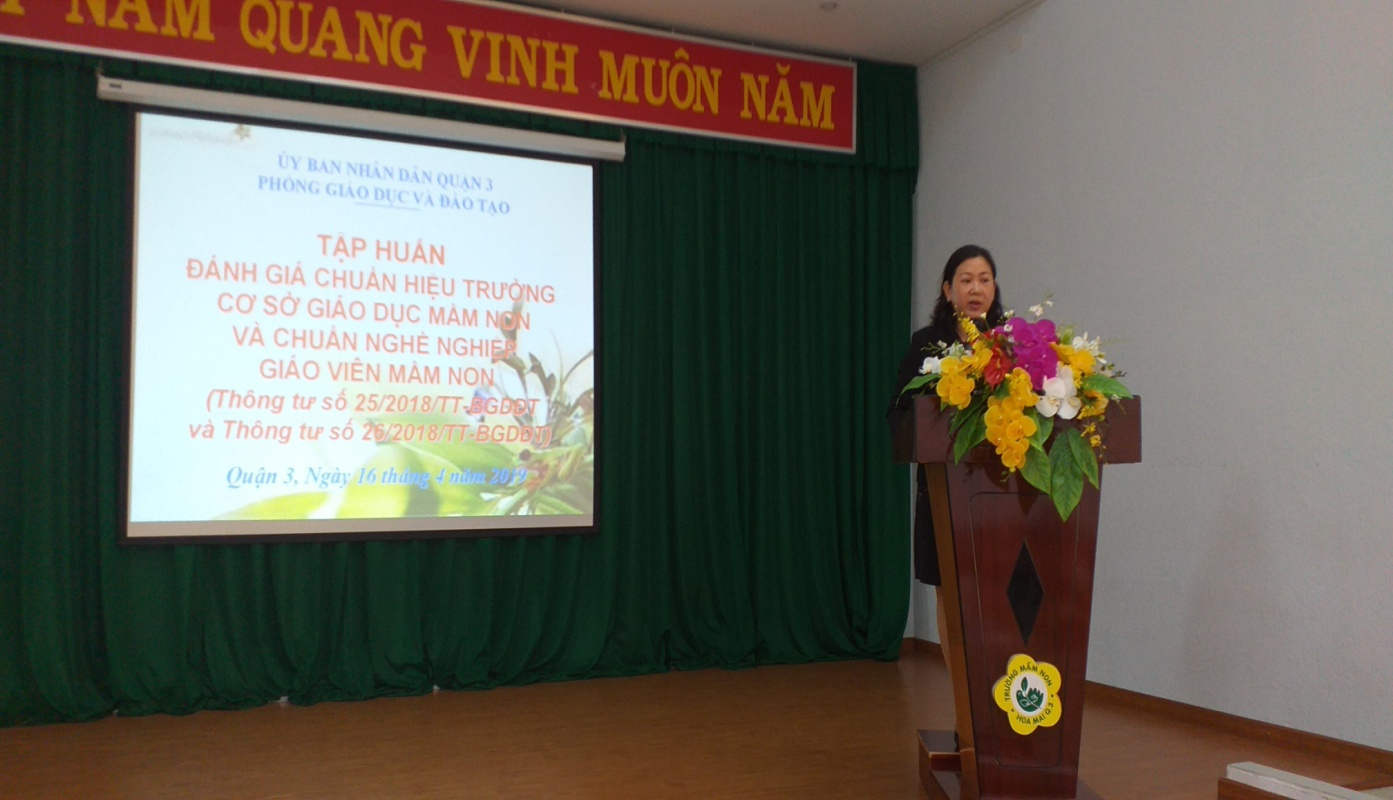 NAM QUANG VINH MUÔN NĂM
ỦY BAN NHÂN DÂN QUẬN 3
PHÒNG GIÁO DỤC VÀ ĐÀO TẠO
TẬP HUẤN
ĐÁNH GIÁ CHUẨN HIỆU TRƯỞNG
CƠ SỞ GIÁO DỤC MẦM NON
VÀ CHUẨN NGHỀ NGHIỆP
GIÁO VIÊN MẦM NON
(Thông tư số 25/2018/TT-BGDĐT
và Thông tư số 26/2018/TT-BGDĐT)
Quận 3, Ngày 16 tháng 4 năm 2019
TRƯỜNG MẦM NON
HOA MAI Q.3